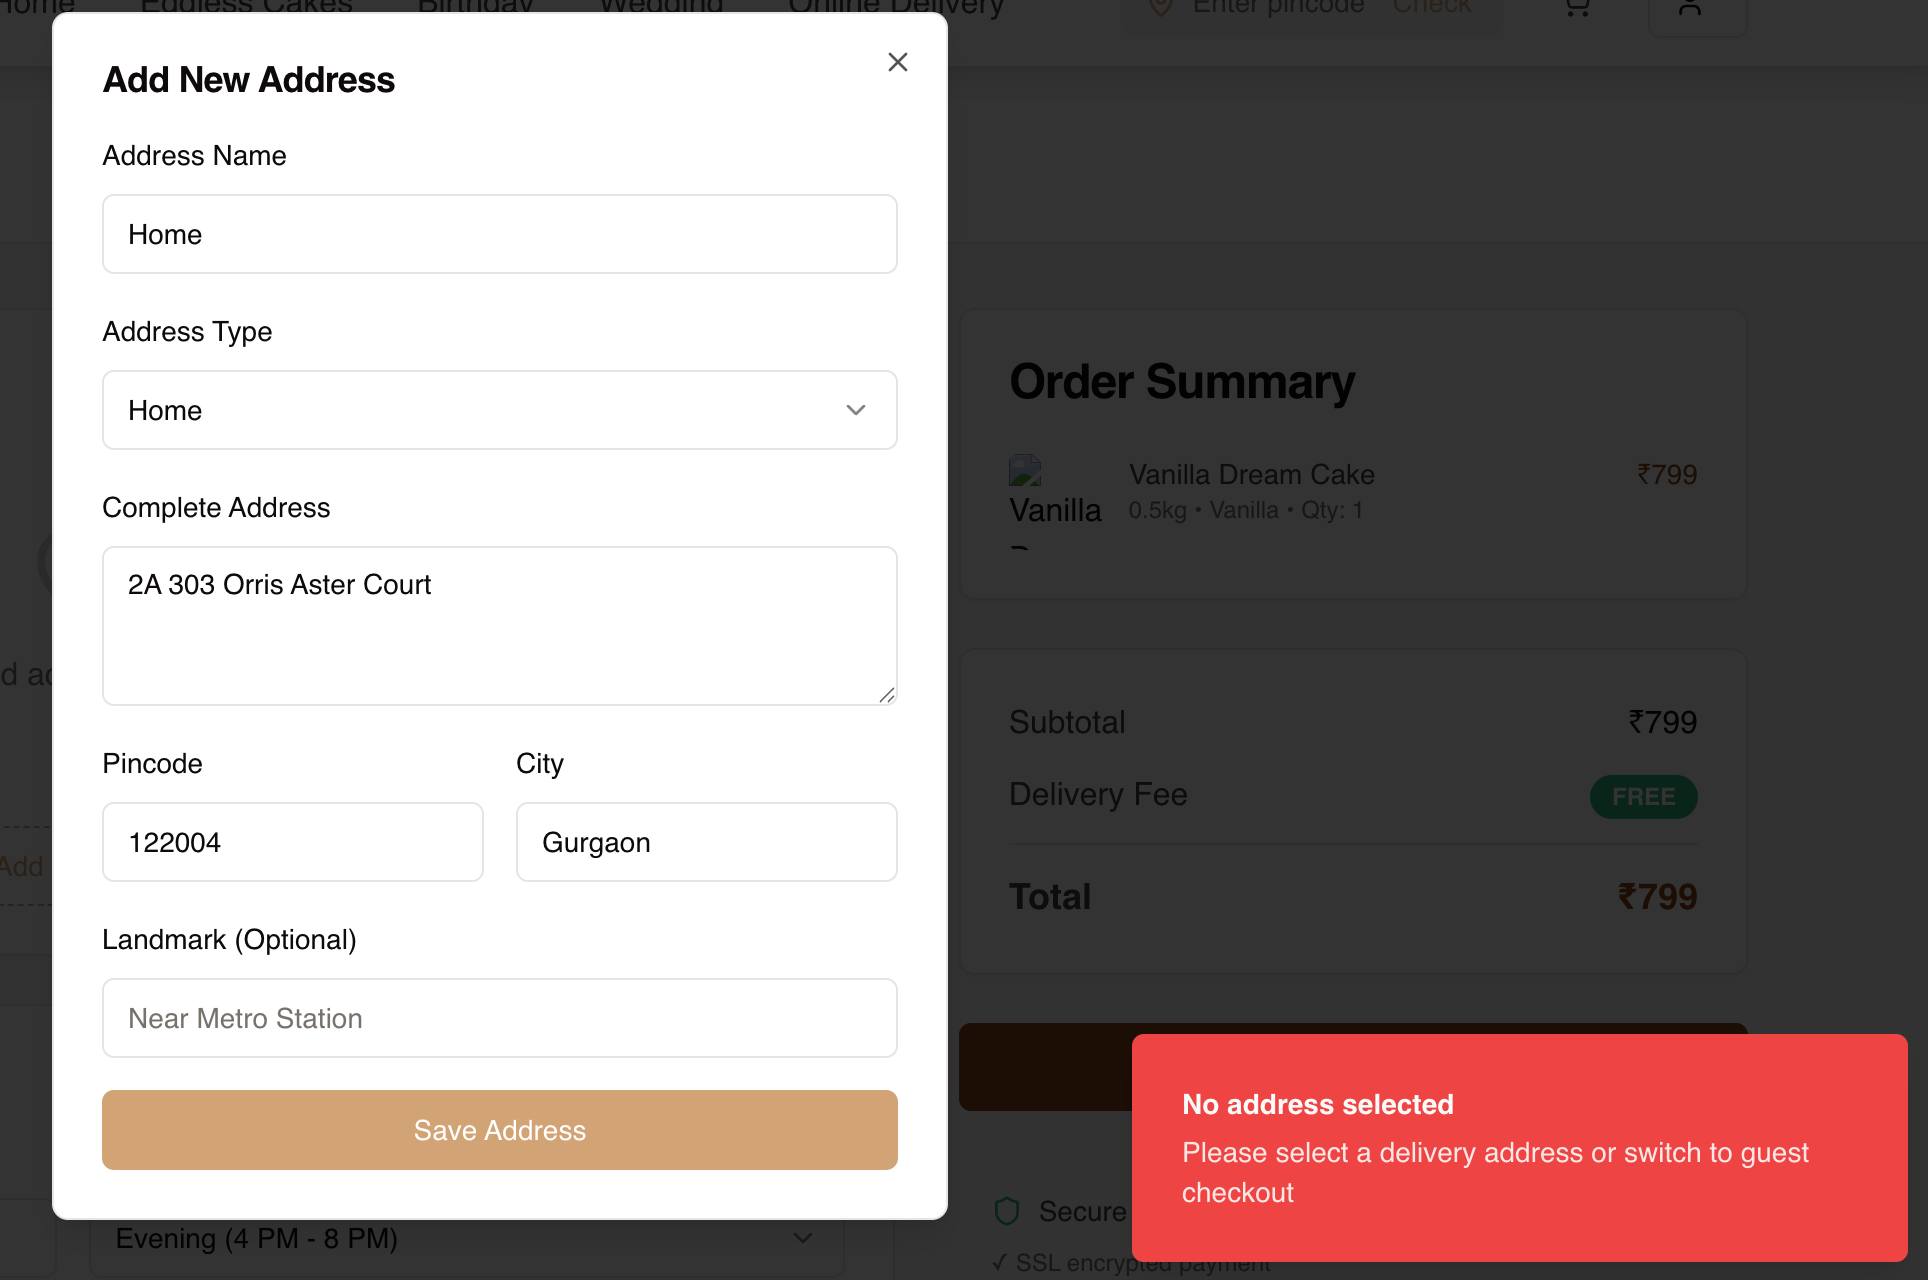 Home Eggless Cakes Birthday Wedding Online Delivery Enter pincode Check
Add New Address
Address Name
Home
Address Type
Home
Complete Address
2A 303 Orris Aster Court
Pincode
City
122004
Gurgaon
Landmark (Optional)
Near Metro Station
Save Address
Add
Evening (4 PM - 8 PM)
Order Summary
Vanilla
Vanilla Dream Cake
₹799
0.5kg • Vanilla • Qty: 1
Subtotal
₹799
Delivery Fee
FREE
Total
₹799
No address selected
Please select a delivery address or switch to guest
checkout
Secure
✓ SSL encrypted payment